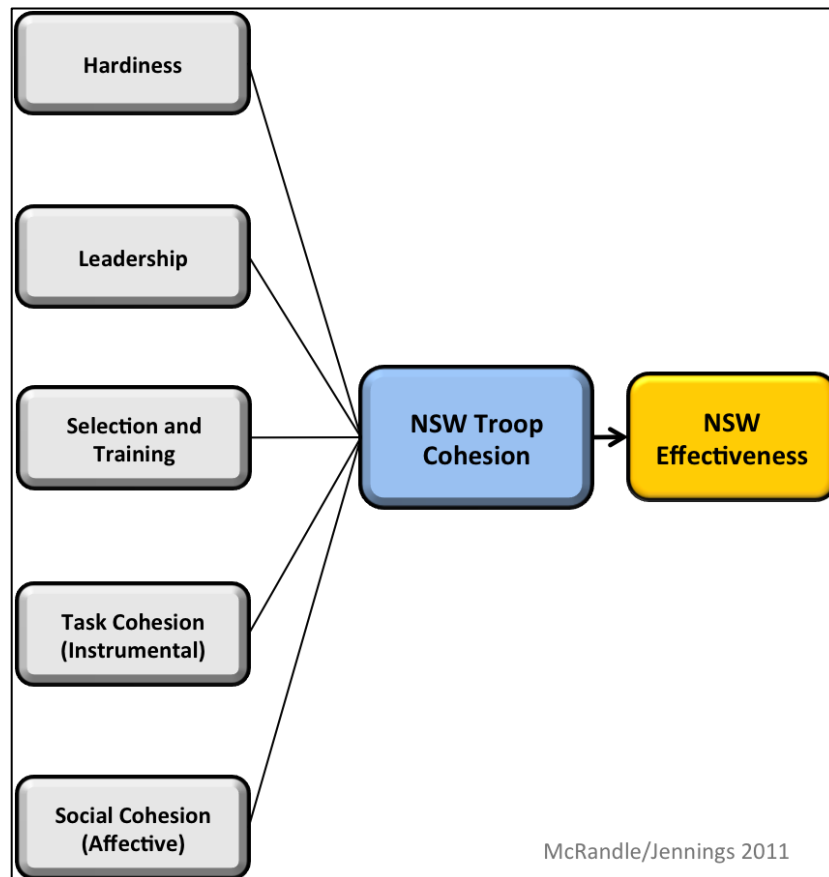 Hardiness
Leadership
Selection and
Training
Task Cohesion
(Instrumental)
Social Cohesion
(Affective)
NSW Troop
Cohesion
NSW
Effectiveness
McRandle/Jennings 2011